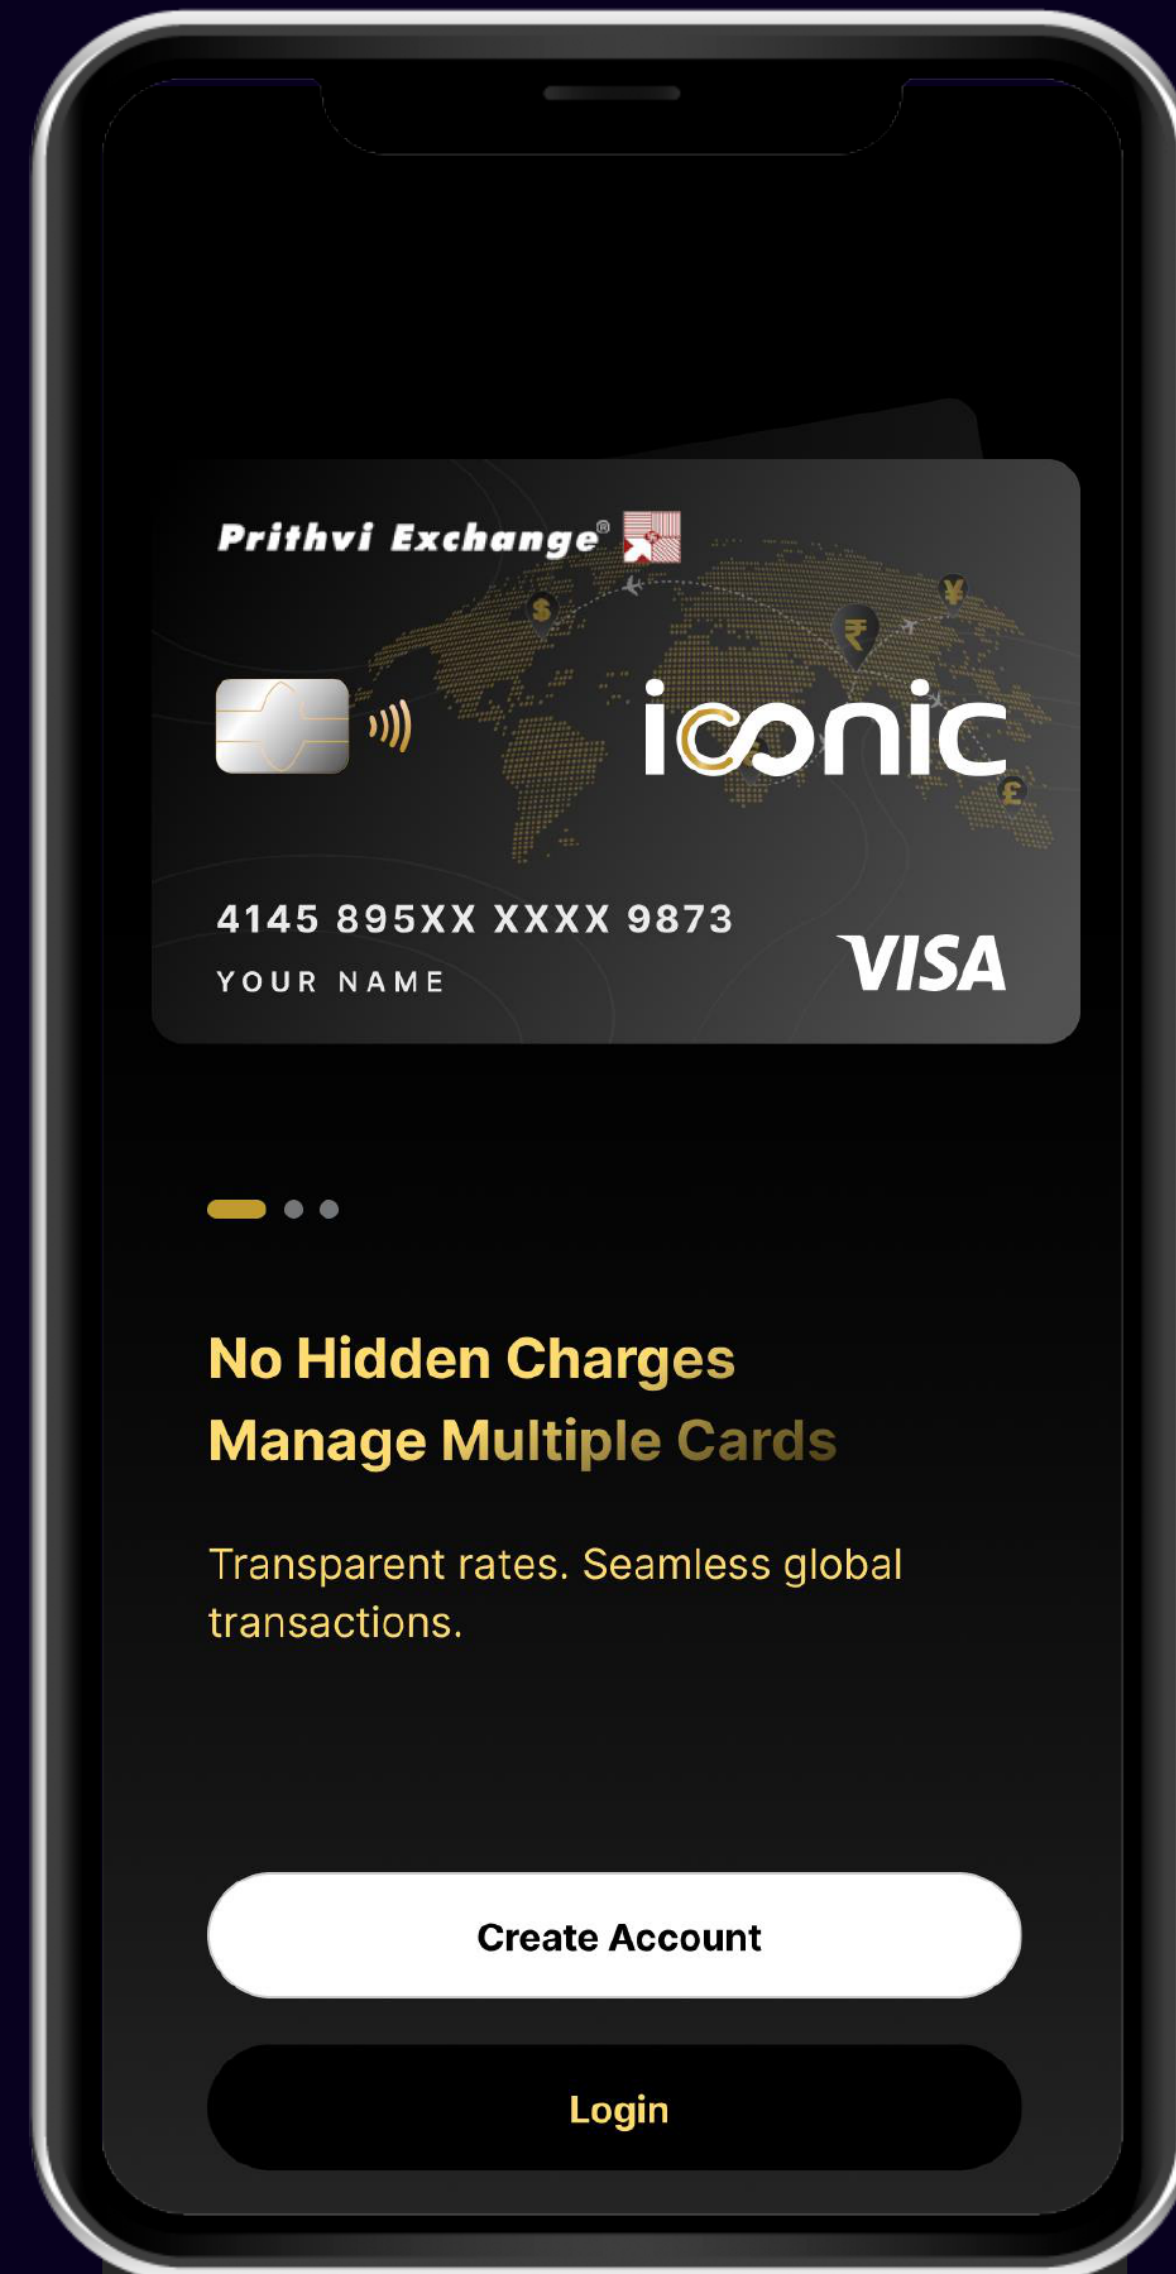 Prithvi Exchange®
$
¥
₹
iconic
£
4145 895XX XXXX 9873
YOUR NAME
VISA
No Hidden Charges
Manage Multiple Cards
Transparent rates. Seamless global
transactions.
Create Account
Login